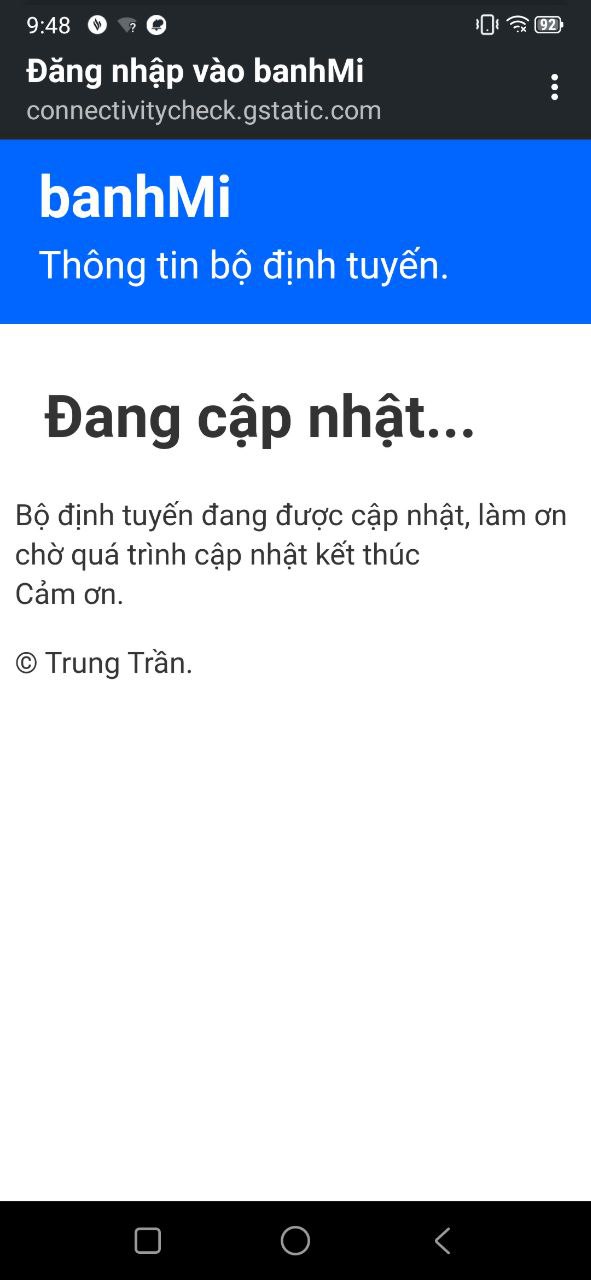 9:48
92
Đăng nhập vào banhMi
connectivitycheck.gstatic.com
banhMi
Thông tin bộ định tuyến.
Đang cập nhật...
Bộ định tuyến đang được cập nhật, làm ơn
chờ quá trình cập nhật kết thúc
Cảm ơn.
© Trung Trần.